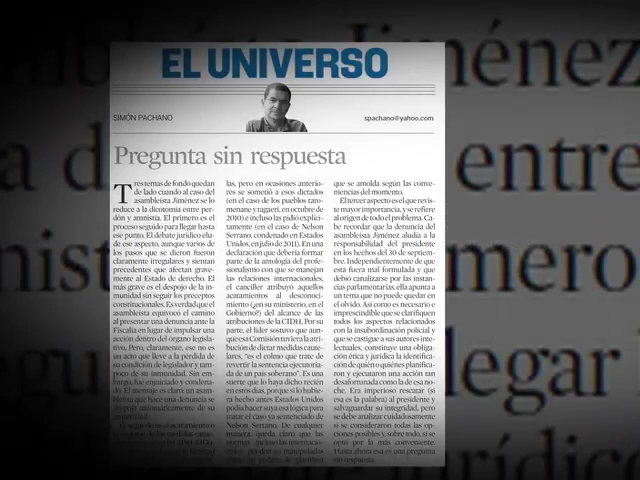 EL UNIVERSO
SIMÓN PACHANO
spachano@yahoo.com
Pregunta sin respuesta
Tres temas de fondo quedan
de lado cuando al caso del
asambleísta Jiménez se lo
reduce a la dicotomía entre per-
dón y amnistía. El primero es el
proceso seguido para llegar hasta
ese punto. El debate jurídico elu-
de ese aspecto, aunque varios de
los pasos que se dieron fueron
claramente irregulares y sientan
precedentes que afectan grave-
mente al Estado de derecho. El
más grave es el despojo de la in-
munidad sin seguir los preceptos
constitucionales. Es verdad que el
asambleísta equivocó el camino
al presentar una denuncia ante la
Fiscalía en lugar de impulsar una
acción dentro del órgano legisla-
tivo. Pero, claramente, ese no es
un acto que lleve a la pérdida de
su condición de legislador y tam-
poco de su inmunidad. Sin em-
bargo, fue enjuiciado y condena-
do. El mensaje es claro: un asam-
bleísta que hace una denuncia se
despoja automáticamente de su
inmunidad.
El segundo es el acatamiento o
las, pero en ocasiones anterio-
res se sometió a esos dictados
(en el caso de los pueblos taro-
menane y tagaeri, en octubre de
2010) e incluso las pidió explícita-
mente (en el caso de Nelson
Serrano, condenado en Estados
Unidos, en julio de 2011). En una
declaración que debería formar
parte de la antología del profe-
sionalismo con que se manejan
las relaciones internacionales,
el canciller atribuyó aquellos
acatamientos al desconoci-
miento (¿en su ministerio, en el
Gobierno?) del alcance de las
atribuciones de la CIDH. Por su
parte, el líder sostuvo que aun-
que esa Comisión tuviera la atri-
bución de dictar medidas caute-
lares, "es el colmo que trate de
revertir la sentencia ejecutoria-
da de un país soberano". Es una
suerte que lo haya dicho recién
en estos días, porque si lo hubie-
ra hecho antes Estados Unidos
podía hacer suya esa lógica para
tratar el caso ya sentenciado de
Nelson Serrano. De cualquier
manera, queda claro que las
normas incluso las internacio-
pueden ser manipuladas
que se amolda según las conve-
niencias del momento.
El tercer aspecto es el que revis-
te mayor importancia, y se refiere
al origen de todo el problema. Ca-
be recordar que la denuncia del
asambleísta Jiménez aludía a la
responsabilidad del presidente
en los hechos del 30 de septiem-
bre. Independientemente de que
esta fuera mal formulada y que
debió canalizarse por las instan-
cias parlamentarias, ella apunta a
un tema que no puede quedar en
el olvido. Así como es necesario e
imprescindible que se clarifiquen
todos los aspectos relacionados
con la insubordinación policial y
que se castigue a sus autores inte-
lectuales, constituye una obliga-
ción ética y jurídica la identifica-
ción de quién o quiénes planifica-
ron y ejecutaron una acción tan
desafortunada como la de esa no-
che. Era imperioso rescatar (si
esa es la palabra) al presidente y
salvaguardar su integridad, pero
se debe analizar cuidadosamente
si se consideraron todas las op-
ciones posibles y, sobre todo, si se
optó por la más conveniente.
Hasta ahora esa es una pregunta
sin respuesta.